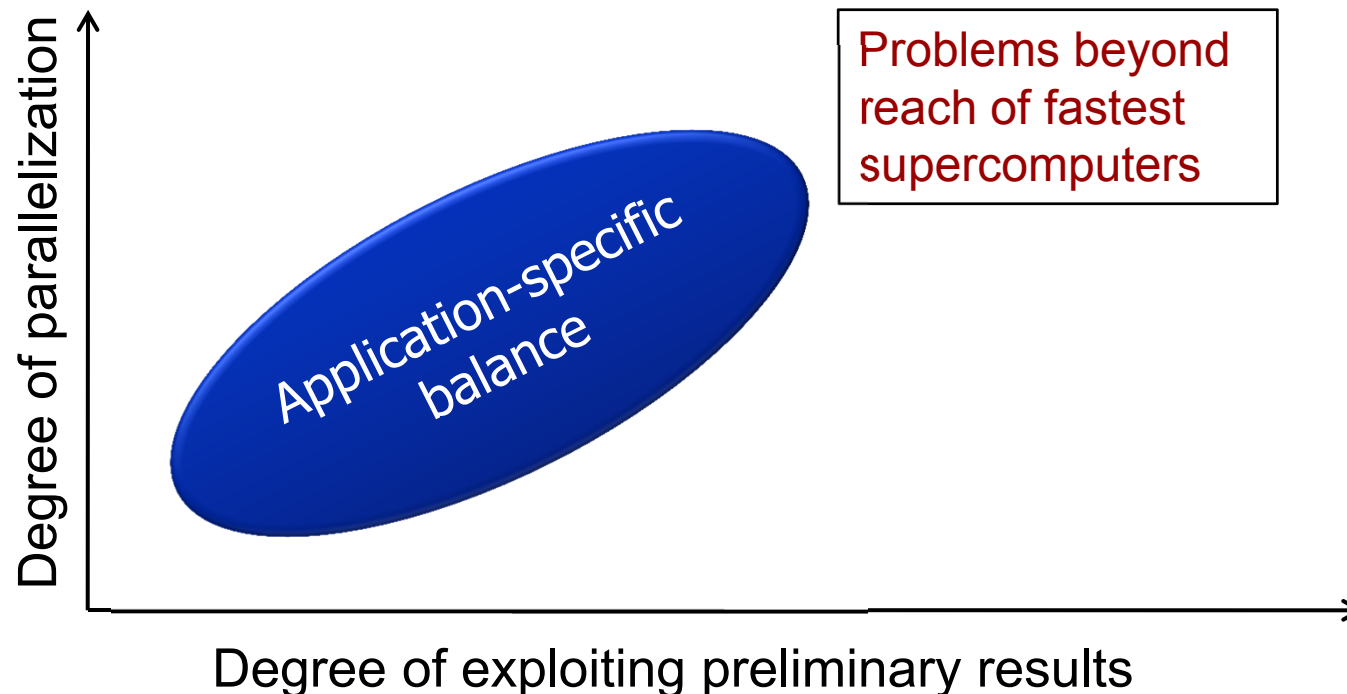 Degree of parallelization
Problems beyond
reach of fastest
supercomputers
Application-specific
balance
Degree of exploiting preliminary results